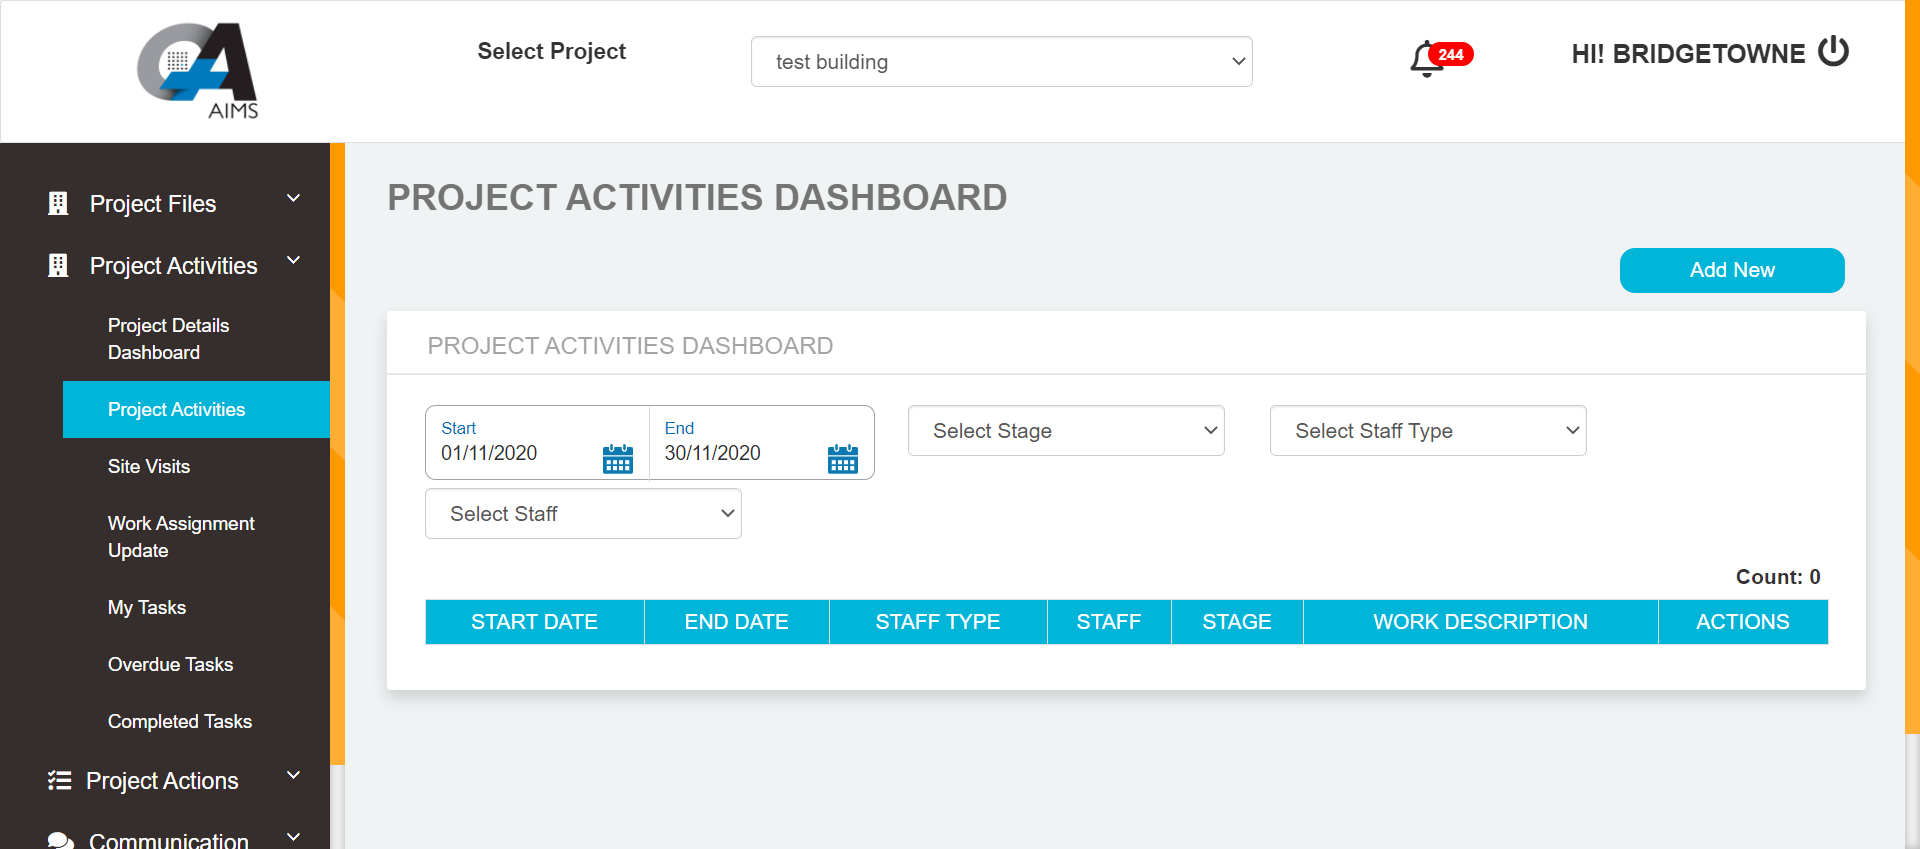 AIMS
Select Project
test building
244
HI! BRIDGETOWNE
Project Files
Project Activities
Project Details
Dashboard
Project Activities
Site Visits
Work Assignment
Update
My Tasks
Overdue Tasks
Completed Tasks
Project Actions
Communication
PROJECT ACTIVITIES DASHBOARD
Add New
PROJECT ACTIVITIES DASHBOARD
Start
01/11/2020
End
30/11/2020
Select Stage
Select Staff Type
Select Staff
Count: 0
START DATE END DATE STAFF TYPE STAFF STAGE WORK DESCRIPTION ACTIONS